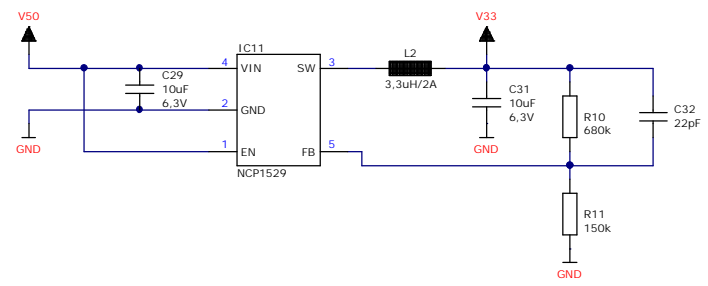 V50
V33
IC11
L2
4
VIN
SW
3
C29
10uF
6,3V
3,3uH/2A
C31
10uF
6,3V
R10
680k
C32
22pF
2
GND
GND
GND
1
EN
FB
5
NCP1529
R11
150k
GND